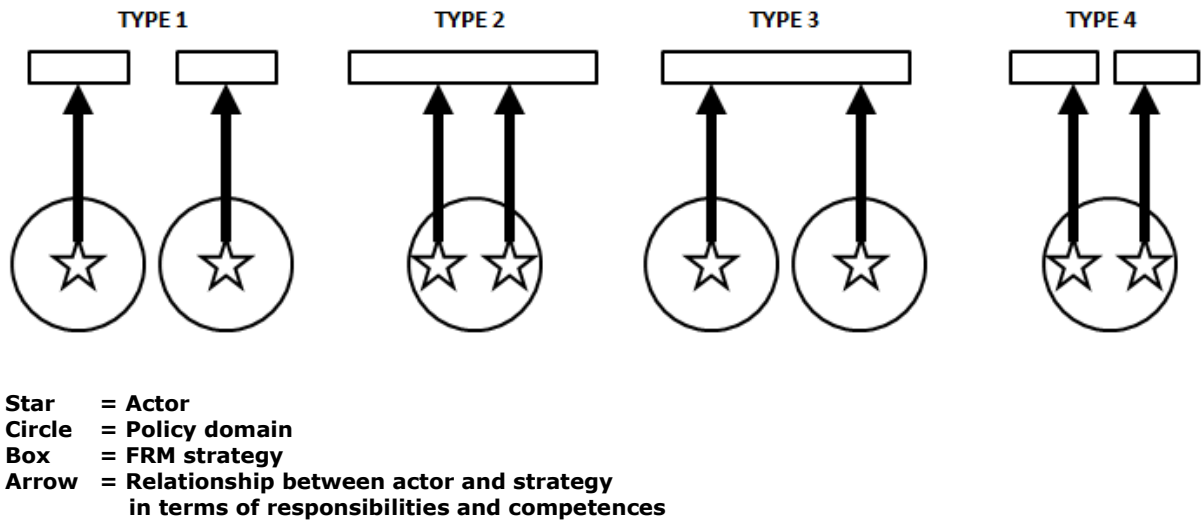 TYPE 1 TYPE 2 TYPE 3 TYPE 4
Star = Actor
Circle = Policy domain
Box = FRM strategy
Arrow = Relationship between actor and strategy
in terms of responsibilities and competences